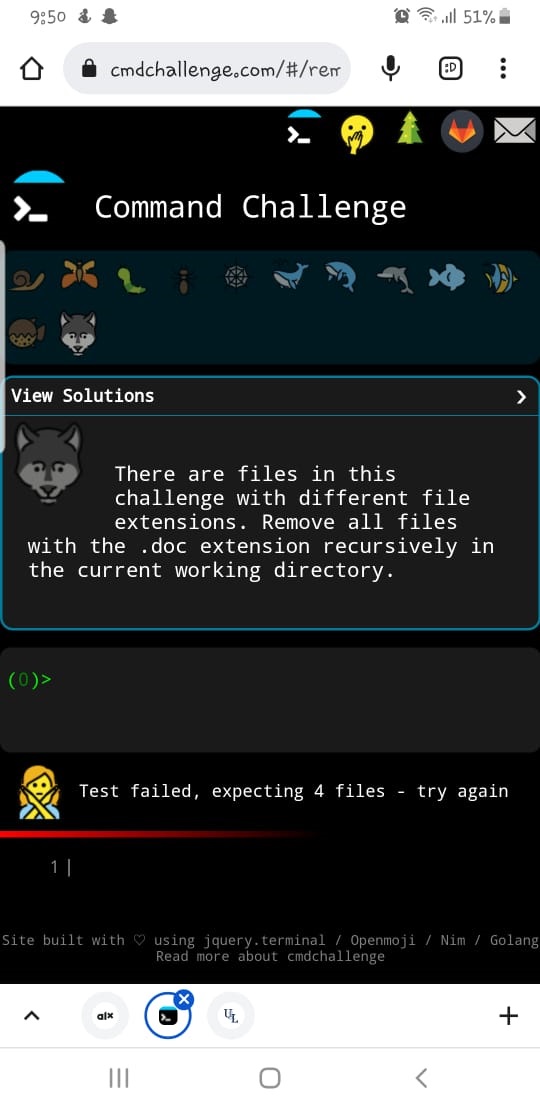 9:50
51%
cmdchallenge.com/#/rem
:D
Command Challenge
View Solutions
There are files in this
challenge with different file
extensions. Remove all files
with the .doc extension recursively in
the current working directory.
(0)>
Test failed, expecting 4 files - try again
1|
Site built with ♡ using jquery.terminal / Openmoji / Nim / Golang
Read more about cmdchallenge
alx
UL